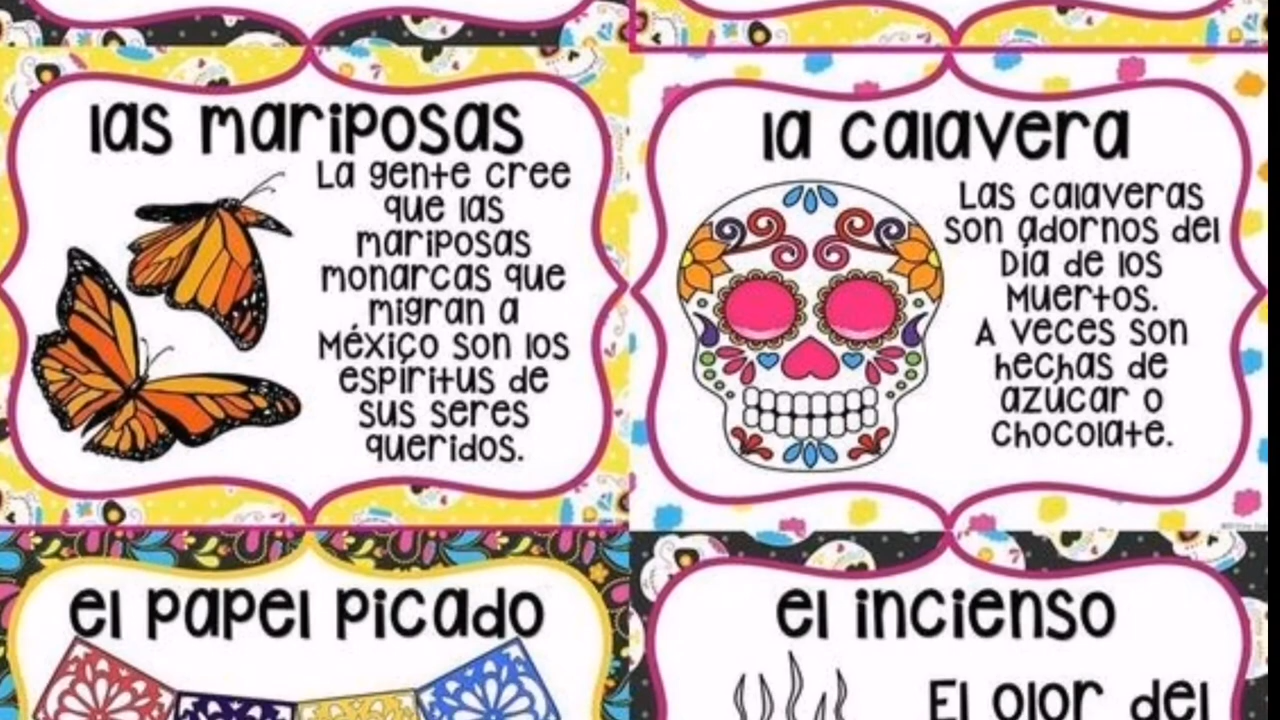 las mariposas
La gente cree
que las
mariposas
monarcas que
migran a
México son los
espíritus de
sus seres
queridos.
la calavera
Las calaveras
son adornos del
Día de los
Muertos.
A veces son
hechas de
azúcar o
chocolate.
el papel picado
el incienso
El olor del